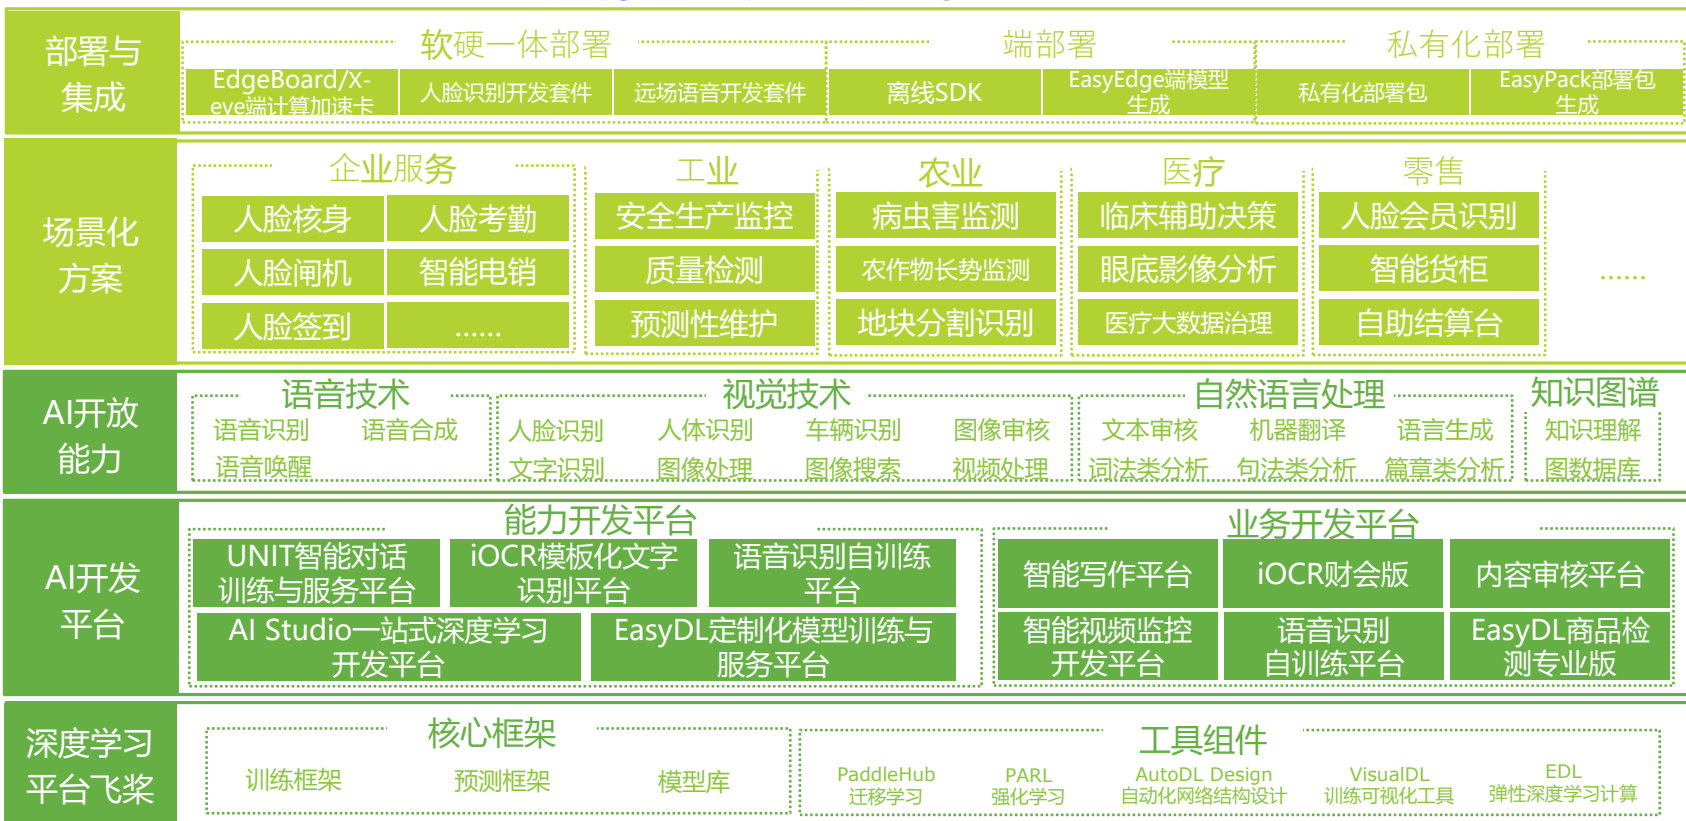 部署与
集成
软硬一体部署
端部署
私有化部署
EdgeBoard/X-
eye端计算加速卡
人脸识别开发套件
远场语音开发套件
离线SDK
EasyEdge端模型
生成
私有化部署包
EasyPack部署包
生成
场景化
方案
企业服务
工业
农业
医疗
零售
人脸核身
人脸考勤
安全生产监控
病虫害监测
临床辅助决策
人脸会员识别
人脸闸机
智能电销
质量检测
农作物长势监测
眼底影像分析
智能货柜
......
人脸签到
......
预测性维护
地块分割识别
医疗大数据治理
自助结算台
AI开放
能力
语音技术
视觉技术
自然语言处理
知识图谱
语音识别
语音合成
人脸识别
人体识别
车辆识别
图像审核
文本审核
机器翻译
语言生成
知识理解
语音唤醒
文字识别
图像处理
图像搜索
视频处理
词法类分析
句法类分析
篇章类分析
图数据库
AI开发
平台
能力开发平台
业务开发平台
UNIT智能对话
训练与服务平台
iOCR模板化文字
识别平台
语音识别自训练
平台
智能写作平台
iOCR财会版
内容审核平台
AI Studio一站式深度学习
开发平台
EasyDL定制化模型训练与
服务平台
智能视频监控
开发平台
语音识别
自训练平台
EasyDL商品检
测专业版
深度学习
平台飞桨
核心框架
工具组件
训练框架
预测框架
模型库
PaddleHub
迁移学习
PARL
强化学习
AutoDL Design
自动化网络结构设计
VisualDL
训练可视化工具
EDL
弹性深度学习计算